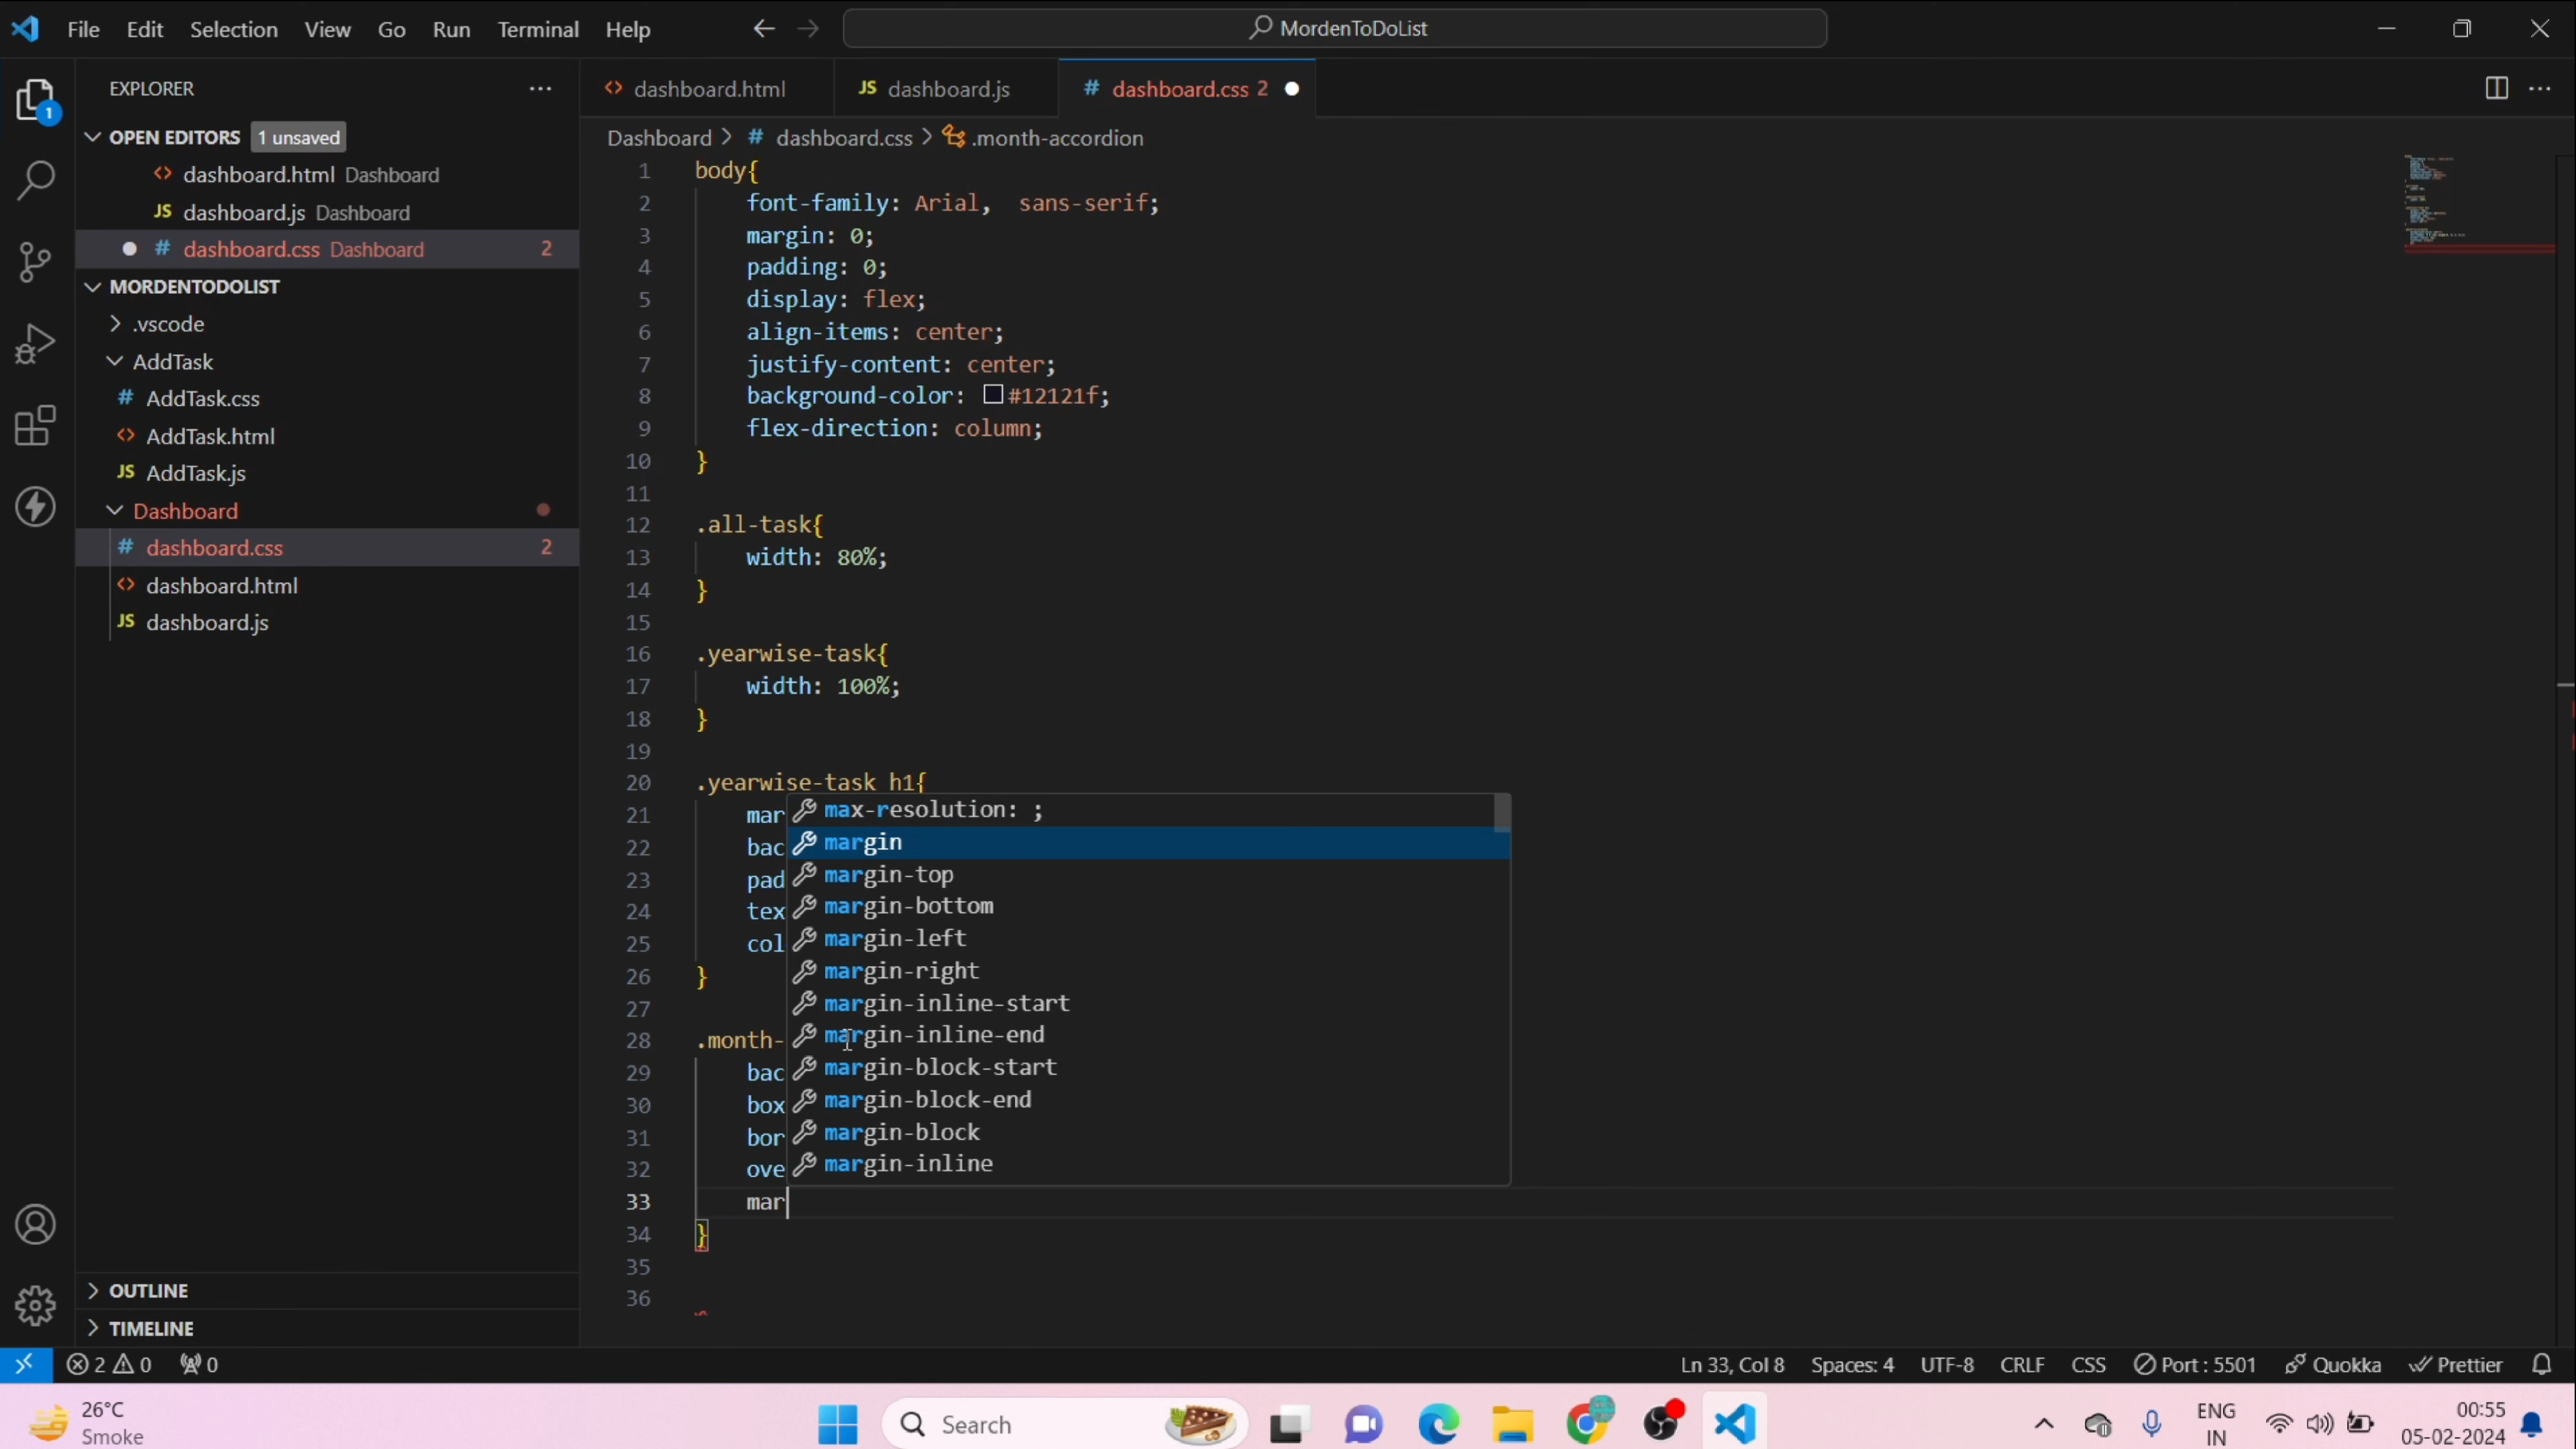 File Edit Selection View Go Run Terminal Help
MordenToDoList
EXPLORER
OPEN EDITORS 1 unsaved
dashboard.html Dashboard
JS dashboard.js Dashboard
# dashboard.css Dashboard 2
MORDENTODOLIST
.vscode
AddTask
# AddTask.css
AddTask.html
JS AddTask.js
Dashboard
# dashboard.css 2
dashboard.html
JS dashboard.js
OUTLINE
TIMELINE
dashboard.html JS dashboard.js # dashboard.css 2
Dashboard > # dashboard.css > .month-accordion
1 body{
2 font-family: Arial, sans-serif;
3 margin: 0;
4 padding: 0;
5 display: flex;
6 align-items: center;
7 justify-content: center;
8 background-color: #12121f;
9 flex-direction: column;
10 }
11
12 .all-task{
13 width: 80%;
14 }
15
16 .yearwise-task{
17 width: 100%;
18 }
19
20 .yearwise-task h1{
21 mar
22 bac
23 pad
24 tex
25 col
26 }
27
28 .month-
29 bac
30 box
31 bor
32 ove
33 mar
34 }
35
36
max-resolution: ;
margin
margin-top
margin-bottom
margin-left
margin-right
margin-inline-start
margin-inline-end
margin-block-start
margin-block-end
margin-block
margin-inline
2 0 0 Ln 33, Col 8 Spaces: 4 UTF-8 CRLF CSS Port : 5501 Quokka Prettier
26°C
Smoke
Search
ENG
IN
00:55
05-02-2024
1